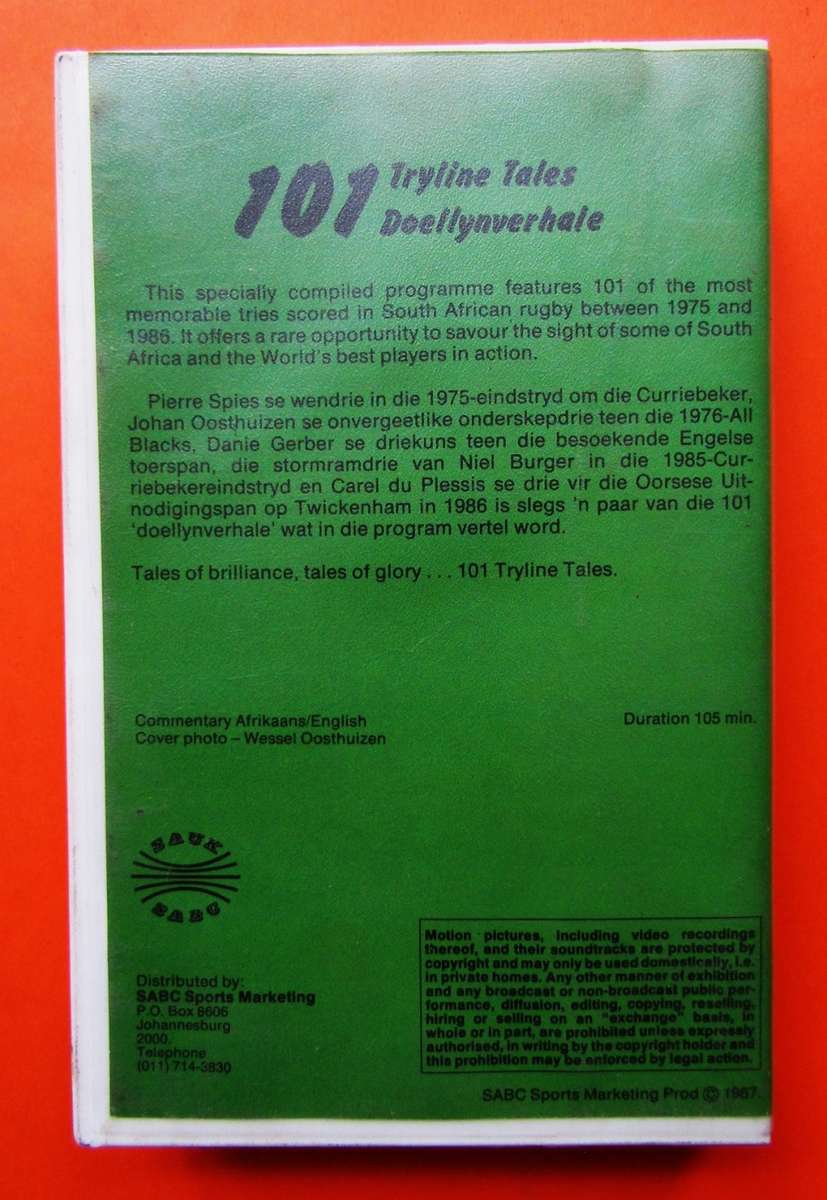 101 Tryline Tales
Doellynverhale
This specially compiled programme features 101 of the most
memorable tries scored in South African rugby between 1975 and
1986. It offers a rare opportunity to savour the sight of some of South
Africa and the World's best players in action.
Pierre Spies se wendrie in die 1975-eindstryd om die Curriebeker,
Johan Oosthuizen se onvergeetlike onderskepdrie teen die 1976-All
Blacks, Danie Gerber se driekuns teen die besoekende Engelse
toerspan, die stormramdrie van Niel Burger in die 1985-Cur-
riebekereindstryd en Carel du Plessis se drie vir die Oorsese Uit-
nodigingspan op Twickenham in 1986 is slegs 'n paar van die 101
'doellynverhale' wat in die program vertel word.
Tales of brilliance, tales of glory . . . 101 Tryline Tales.
Commentary Afrikaans/English
Cover photo – Wessel Oosthuizen
Duration 105 min.
SAUK
SABC
Distributed by:
SABC Sports Marketing
P.O. Box 8606
Johannesburg
2000.
Telephone
(011) 714-3830
Motion pictures, including video recordings
thereof, and their soundtracks are protected by
copyright and may only be used domestically, i.e.
in private homes. Any other manner of exhibition
and any broadcast or non-broadcast public per-
formance, diffusion, editing, copying, reselling,
hiring or selling on an "exchange" basis, in
whole or in part, are prohibited unless expressly
authorised, in writing by the copyright holder and
this prohibition may be enforced by legal action.
SABC Sports Marketing Prod © 1987.